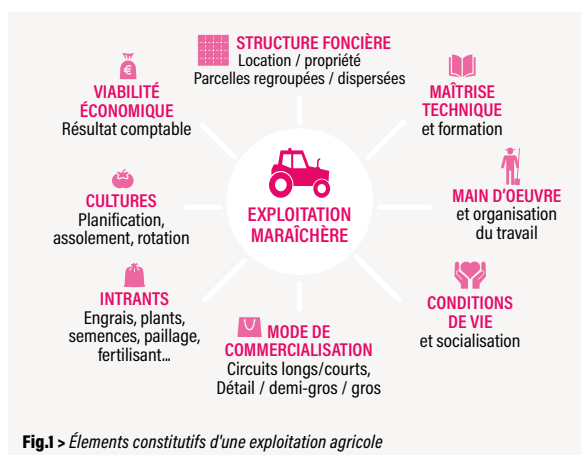 STRUCTURE FONCIÈRE
Location / propriété
Parcelles regroupées / dispersées
MAÎTRISE
TECHNIQUE
et formation
MAIN D'OEUVRE
et organisation
du travail
CONDITIONS
DE VIE
et socialisation
MODE DE
COMMERCIALISATION
Circuits longs/courts,
Détail / demi-gros / gros
INTRANTS
Engrais, plants,
semences, paillage,
fertilisant...
CULTURES
Planification,
assolement, rotation
€
VIABILITÉ
ÉCONOMIQUE
Résultat comptable
EXPLOITATION
MARAÎCHÈRE
Fig.1 > Élements constitutifs d'une exploitation agricole